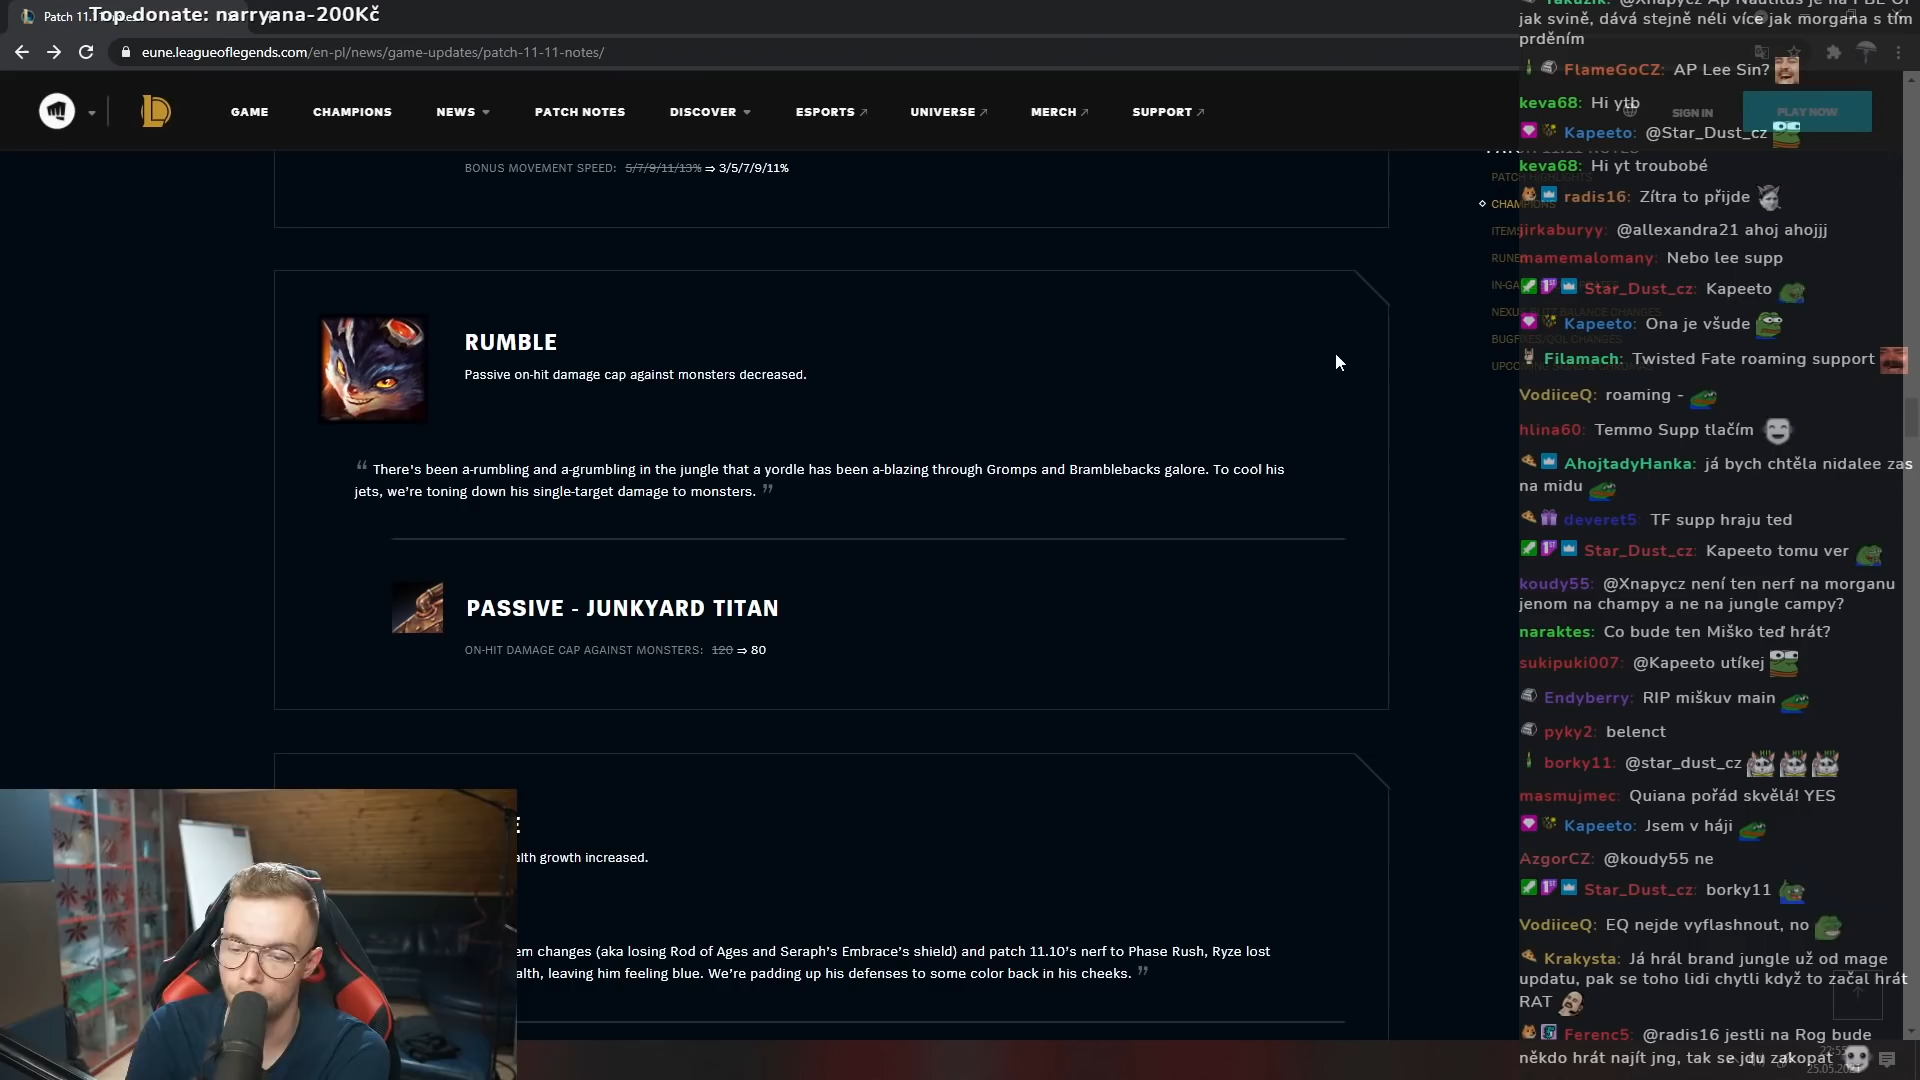 Patch 11.
Top donate: narryana-200Kč
eune.leagueoflegends.com/en-pl/news/game-updates/patch-11-11-notes/
GAME
CHAMPIONS
NEWS
PATCH NOTES
DISCOVER
ESPORTS
UNIVERSE
MERCH
SUPPORT
SIGN IN
PLAY NOW
BONUS MOVEMENT SPEED: 5/7/9/11/13% ⇒ 3/5/7/9/11%
RUMBLE
Passive on-hit damage cap against monsters decreased.
“ There's been a-rumbling and a-grumbling in the jungle that a yordle has been a-blazing through Gromps and Bramblebacks galore. To cool his
jets, we’re toning down his single-target damage to monsters. ”
PASSIVE - JUNKYARD TITAN
ON-HIT DAMAGE CAP AGAINST MONSTERS: 120 ⇒ 80
E
alth growth increased.
em changes (aka losing Rod of Ages and Seraph’s Embrace’s shield) and patch 11.10’s nerf to Phase Rush, Ryze lost
alth, leaving him feeling blue. We’re padding up his defenses to some color back in his cheeks. ”
jak svině, dává stejně néli více jak morgana s tím
prděním
FlameGoCZ: AP Lee Sin?
keva68: Hi ytb
Kapeeto: @Star_Dust_cz
keva68: Hi yt troubobé
radis16: Zítra to přijde
jirkaburyy: @allexandra21 ahoj ahojjj
mamemalomany: Nebo lee supp
Star_Dust_cz: Kapeeto
Kapeeto: Ona je všude
Filamach: Twisted Fate roaming support
VodiiceQ: roaming -
hlina60: Temmo Supp tlačím
AhojtadyHanka: já bych chtěla nidalee zas
na midu
deveret5: TF supp hraju ted
Star_Dust_cz: Kapeeto tomu ver
koudy55: @Xnapycz není ten nerf na morganu
jenom na champy a ne na jungle campy?
naraktes: Co bude ten Miško teď hrát?
sukipuki007: @Kapeeto utíkej
Endyberry: RIP miškuv main
pyky2: belenct
borky11: @star_dust_cz
masmujmec: Quiana pořád skvělá! YES
Kapeeto: Jsem v háji
AzgorCZ: @koudy55 ne
Star_Dust_cz: borky11
VodiiceQ: EQ nejde vyflashnout, no
Krakysta: Já hrál brand jungle už od mage
updatu, pak se toho lidi chytli když to začal hrát
RAT
Ferenc5: @radis16 jestli na Rog bude
někdo hrát najít jng, tak se jdu zakopat